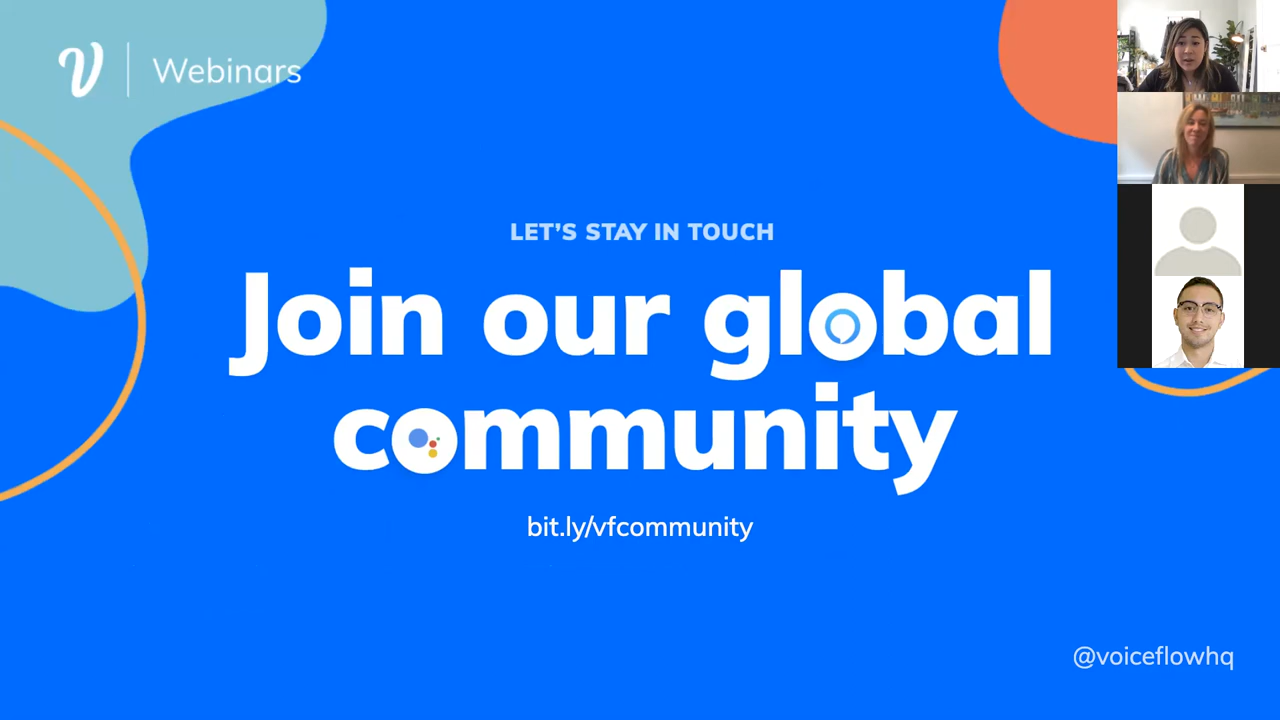 V | Webinars
LET'S STAY IN TOUCH
Join our global
community
bit.ly/vfcommunity
@voiceflowhq